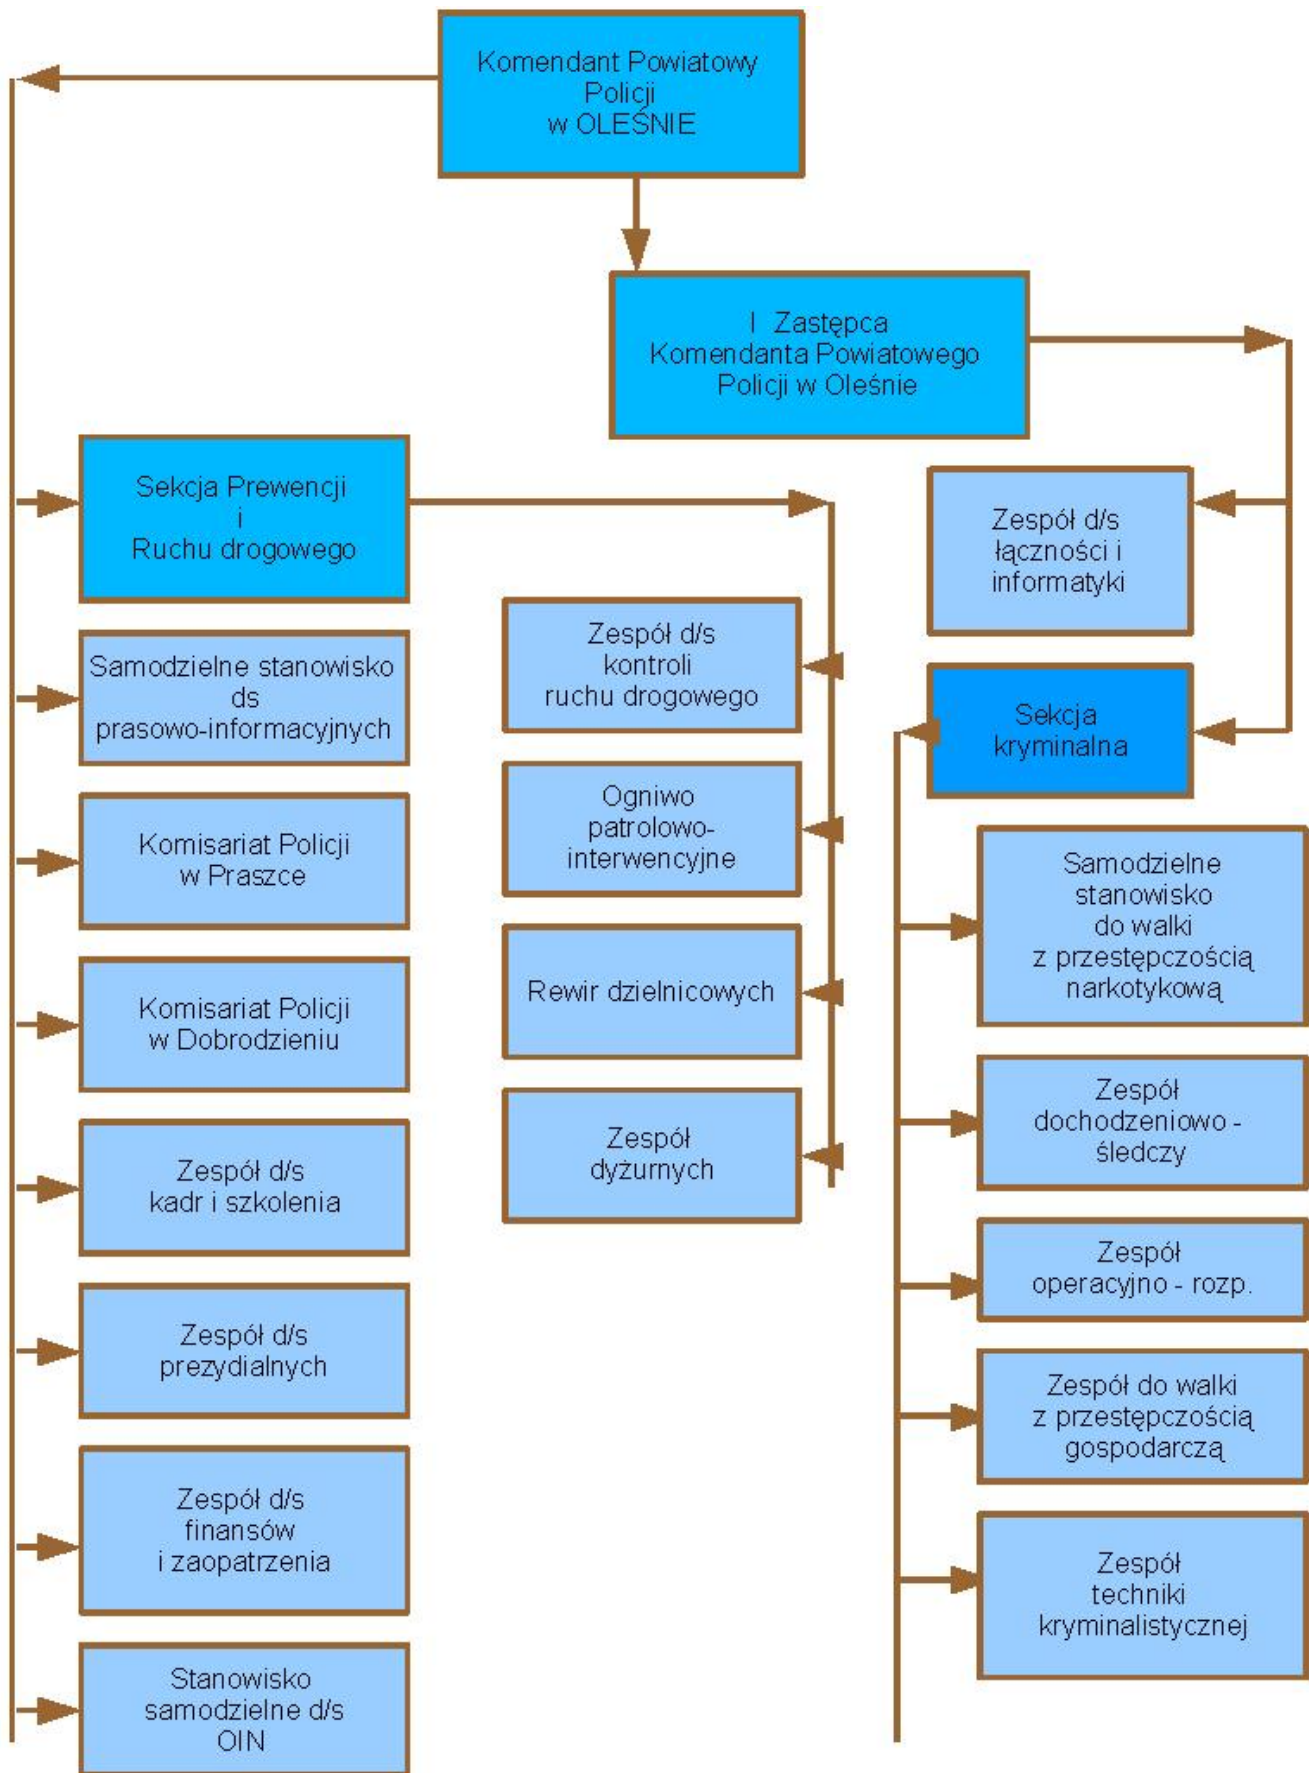 Komendant Powiatowy
Policji
w OLEŚNIE
I Zastępca
Komendanta Powiatowego
Policji w Oleśnie
Sekcja Prewencji
i
Ruchu drogowego
Samodzielne stanowisko
ds
prasowo-informacyjnych
Komisariat Policji
w Praszce
Komisariat Policji
w Dobrodzieniu
Zespół d/s
kadr i szkolenia
Zespół d/s
prezydialnych
Zespół d/s
finansów
i zaopatrzenia
Stanowisko
samodzielne d/s
OIN
Zespół d/s
kontroli
ruchu drogowego
Ogniwo
patrolowo-
interwencyjne
Rewir dzielnicowych
Zespół
dyżurnych
Zespół d/s
łączności i
informatyki
Sekcja
kryminalna
Samodzielne
stanowisko
do walki
z przestępczością
narkotykową
Zespół
dochodzeniowo -
śledczy
Zespół
operacyjno - rozp.
Zespół do walki
z przestępczością
gospodarczą
Zespół
techniki
kryminalistycznej